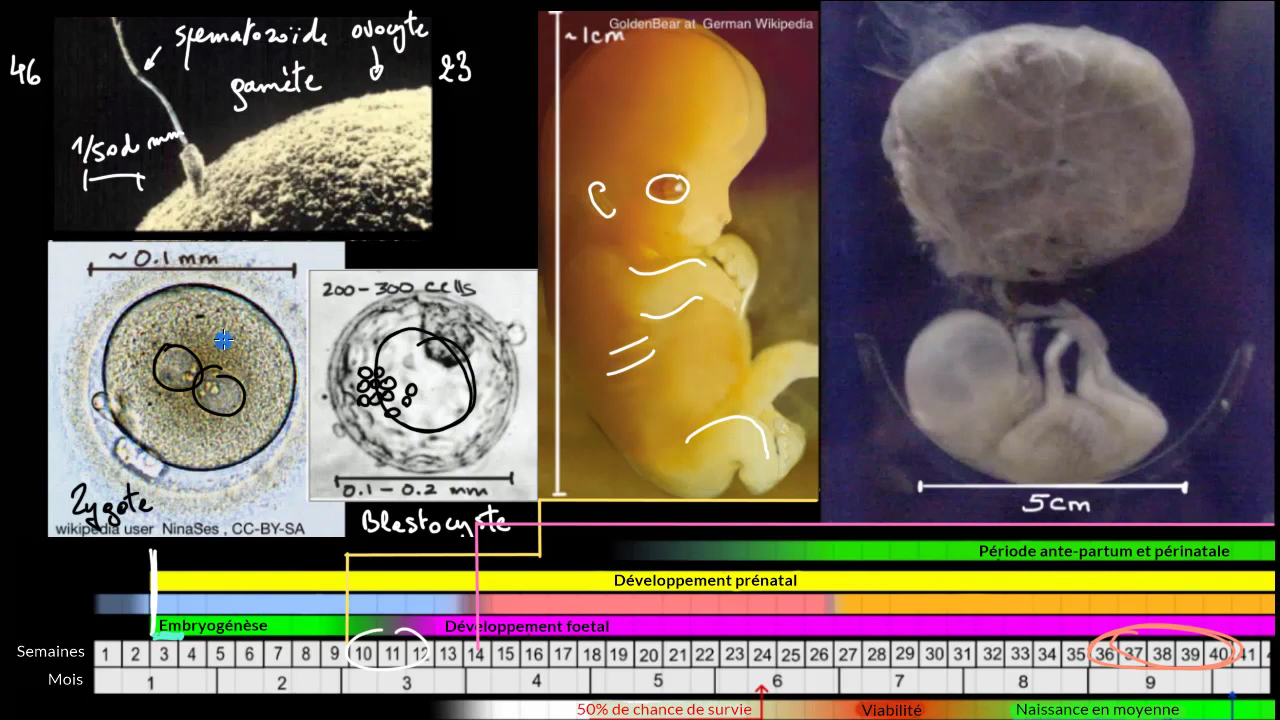 46
spematozoïde
ovocyte
gamète
23
1/50d mm
~ 0.1 mm
Zygote
wikipedia user NinaSes , CC-BY-SA
200-300 cells
0.1 - 0.2 mm
Blastocyste
GoldenBear at German Wikipedia
~ 1cm
5cm
Période ante-partum et périnatale
Développement prénatal
Embryogénèse
Développement foetal
Semaines 1 2 3 4 5 6 7 8 9 10 11 12 13 14 15 16 17 18 19 20 21 22 23 24 25 26 27 28 29 30 31 32 33 34 35 36 37 38 39 40 41
Mois 1 2 3 4 5 6 7 8 9
50% de chance de survie
Viabilité
Naissance en moyenne